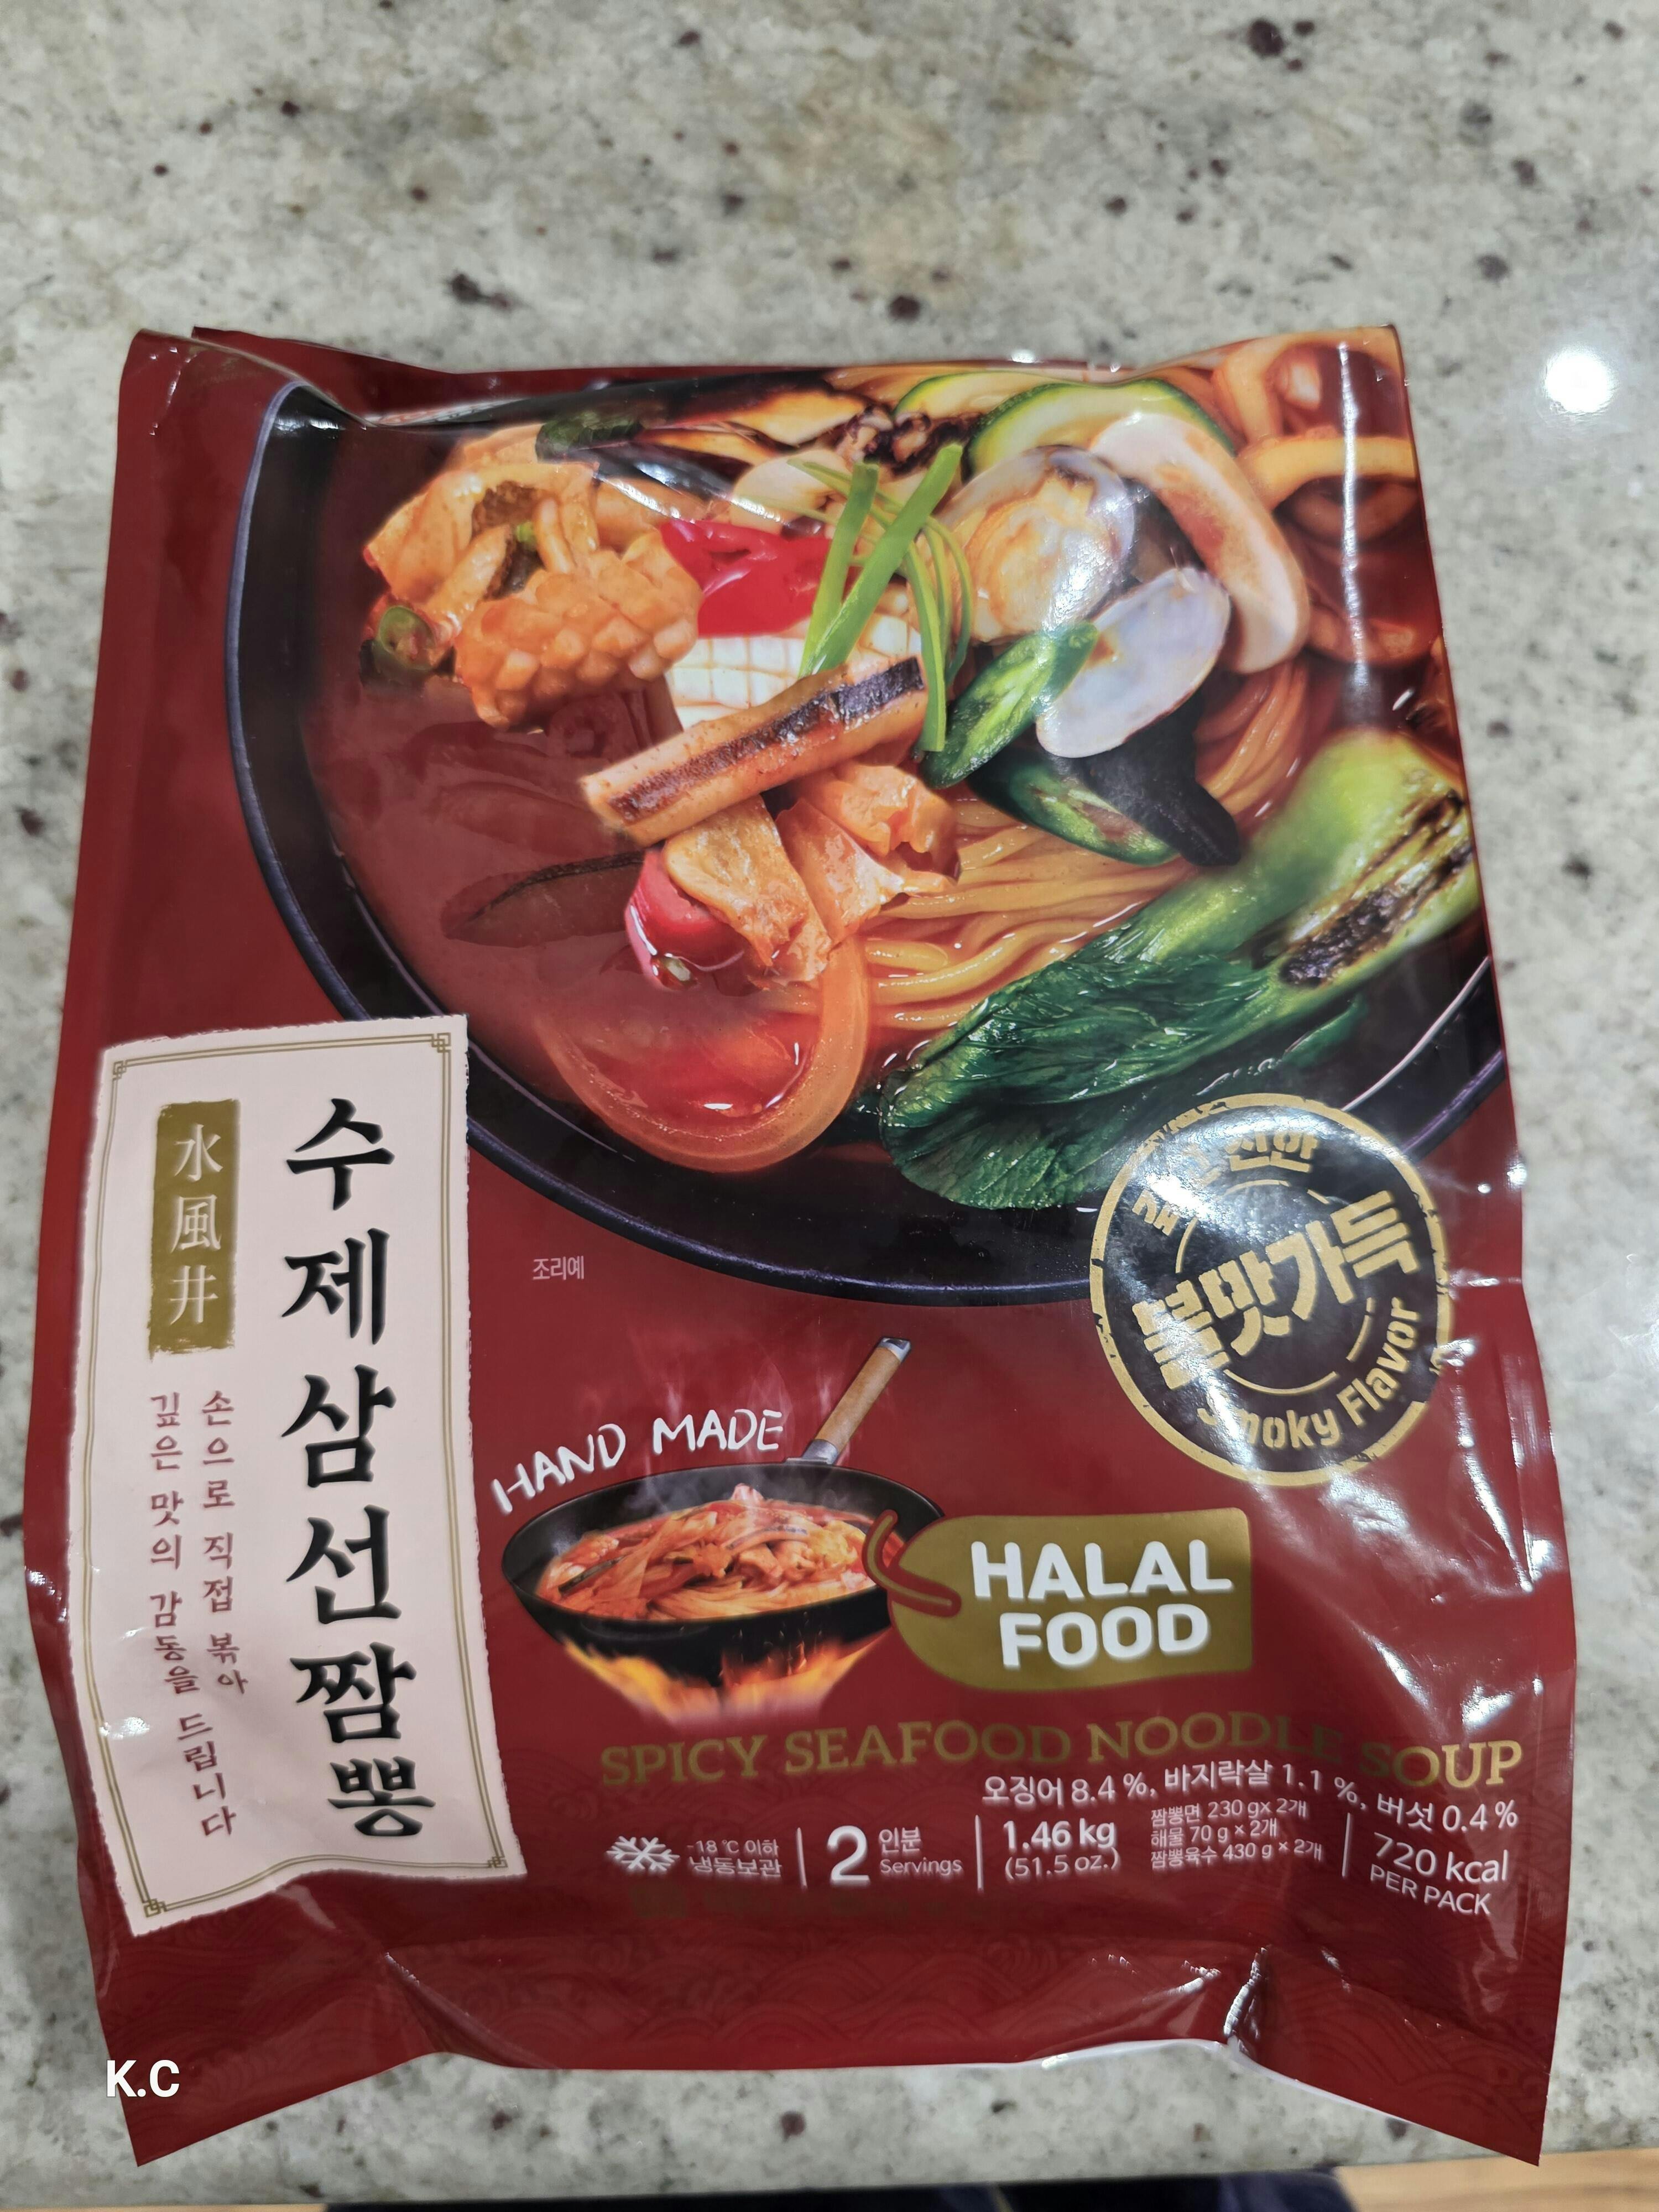 水風井
수제삼선짬뽕
손으로 직접 볶아
깊은 맛의 감동을 드립니다
조리예
진한
불맛가득
Smoky Flavor
HAND MADE
HALAL
FOOD
SPICY SEAFOOD NOODLE SOUP
오징어 8.4 %, 바지락살 1.1 %, 버섯 0.4 %
-18 ℃ 이하
냉동보관
2 인분
Servings
1.46 kg
(51.5 oz.)
짬뽕면 230 g× 2개
해물 70 g × 2개
짬뽕육수 430 g × 2개
720 kcal
PER PACK
K.C